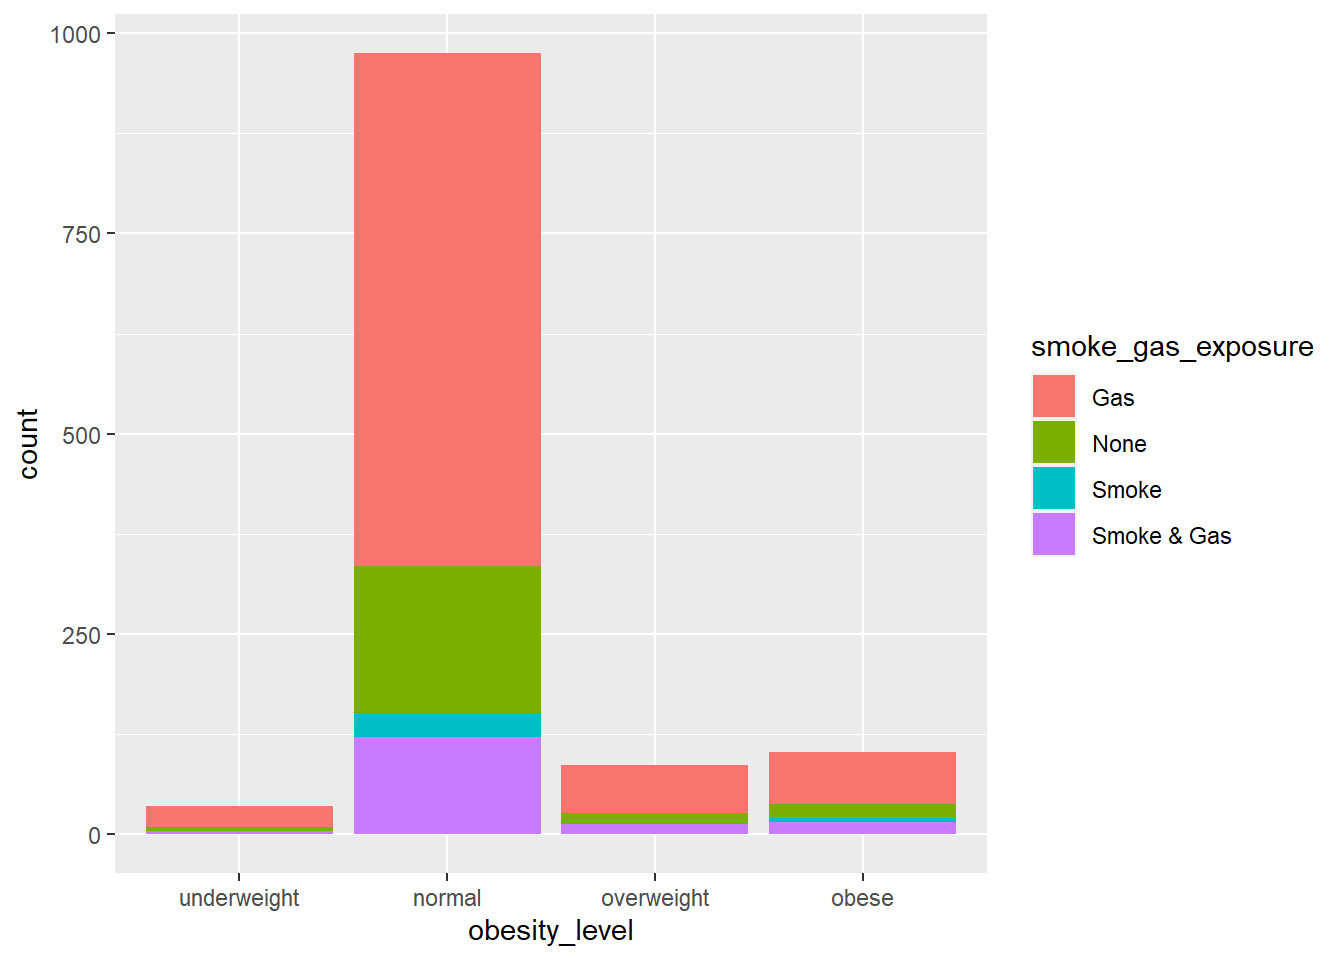 1000
750
500
250
0
count
underweight
normal
overweight
obese
obesity_level
smoke_gas_exposure
Gas
None
Smoke
Smoke & Gas